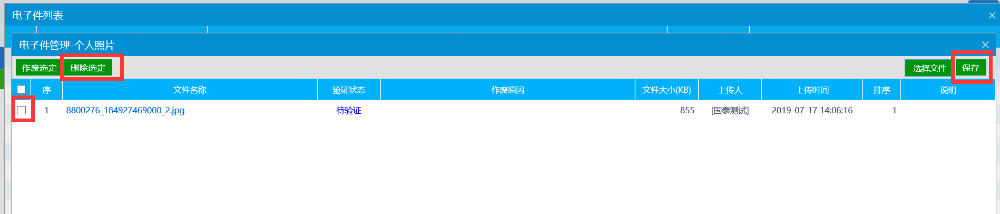 电子件列表
电子件管理-个人照片
作废选定 删除选定 选择文件 保存
序 文件名称 验证状态 作废原因 文件大小(KB) 上传人 上传时间 排序 说明
1 8800276_184927469000_2.jpg 待验证 855 [国泰测试] 2019-07-17 14:06:16 1